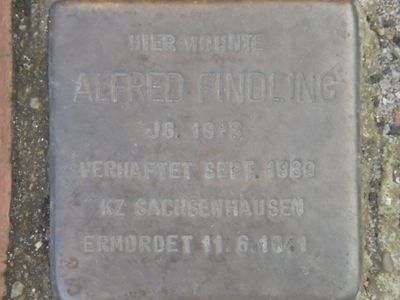 HIER WOHNTE
ALFRED FINDLING
JG.
VERHAFTET SEPT. 1939
KZ SACHSENHAUSEN
ERMORDET 11.6.1941